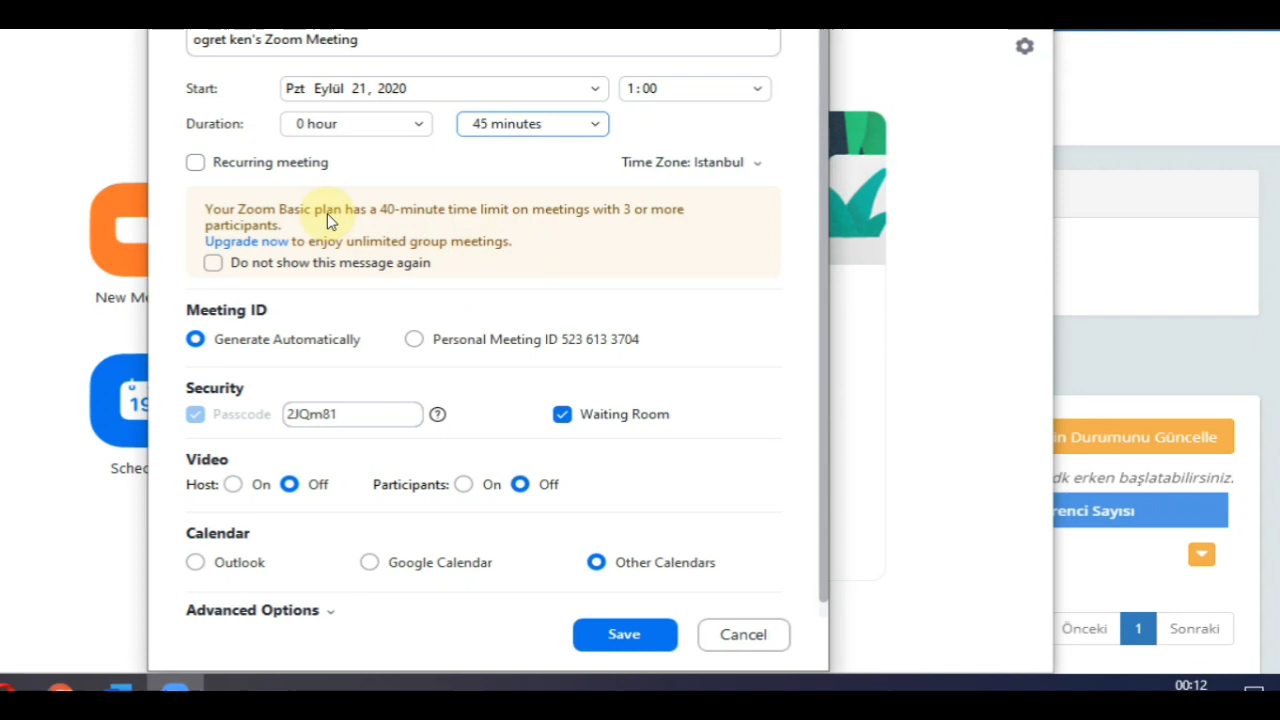 ogret ken's Zoom Meeting
Start: Pzt Eylül 21, 2020 1:00
Duration: 0 hour 45 minutes
Recurring meeting Time Zone: Istanbul
Your Zoom Basic plan has a 40-minute time limit on meetings with 3 or more
participants.
Upgrade now to enjoy unlimited group meetings.
Do not show this message again
Meeting ID
Generate Automatically Personal Meeting ID 523 613 3704
Security
Passcode 2JQm81 Waiting Room
Video
Host: On Off Participants: On Off
Calendar
Outlook Google Calendar Other Calendars
Advanced Options
Save Cancel
New
19
Durumunu Güncelle
dk erken başlatabilirsiniz.
Sayısı
Önceki 1 Sonraki
00:12